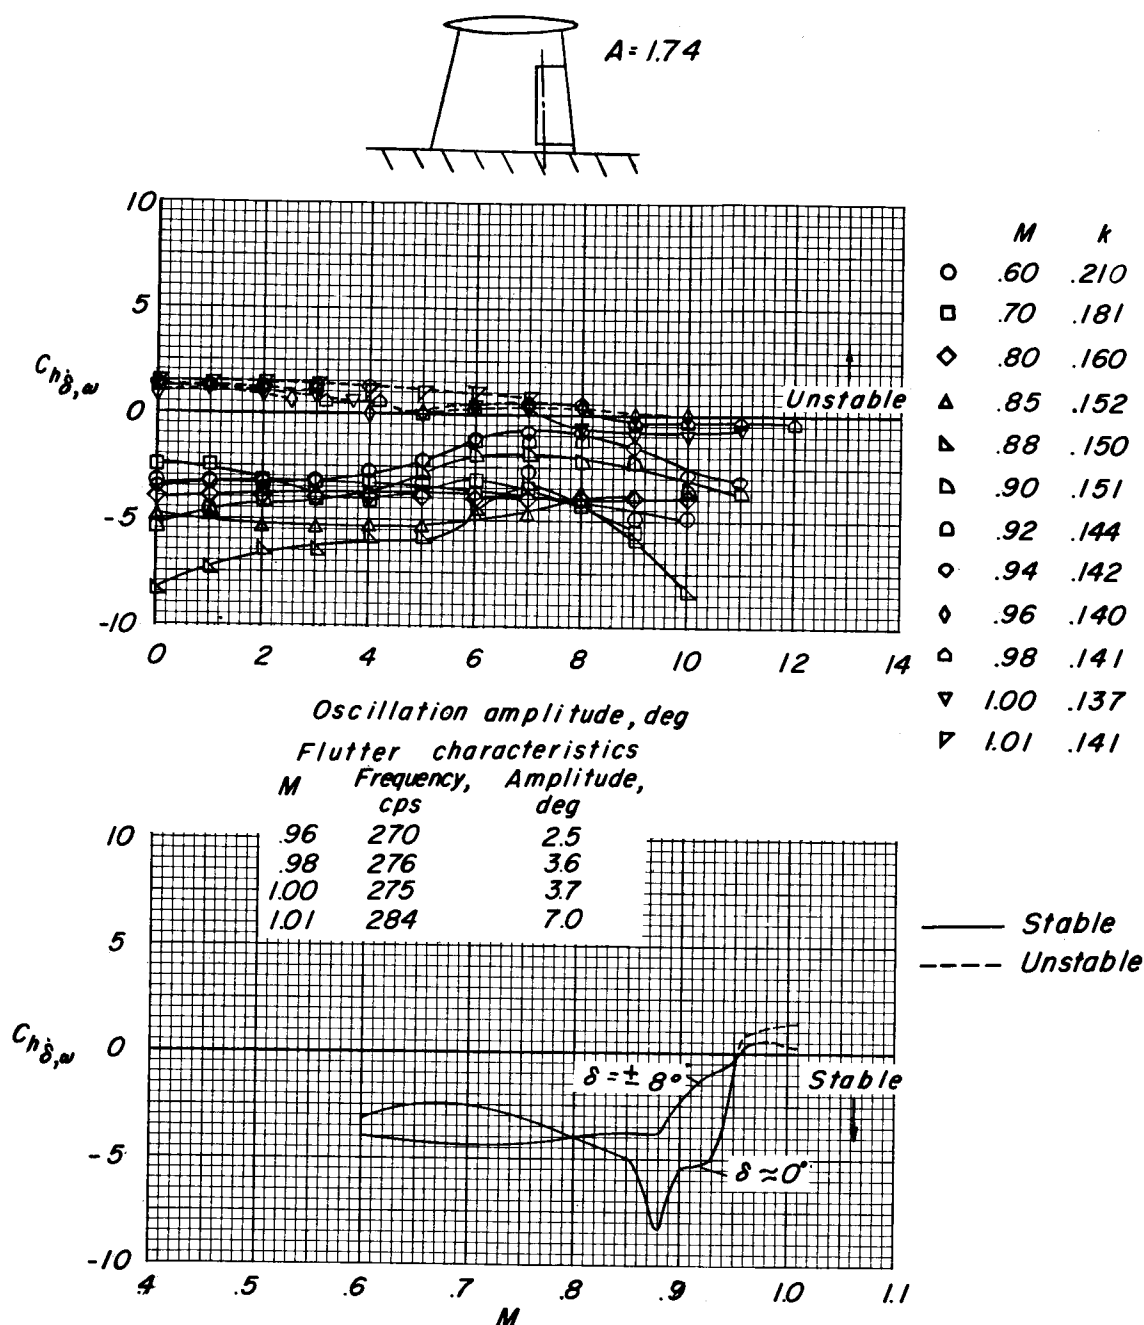 A = 1.74
10
5
0
-5
-10
C_hδ̇,ω
Unstable
0 2 4 6 8 10 12 14
Oscillation amplitude, deg
M k
.60 .210
.70 .181
.80 .160
.85 .152
.88 .150
.90 .151
.92 .144
.94 .142
.96 .140
.98 .141
1.00 .137
1.01 .141
Flutter characteristics
M Frequency, cps Amplitude, deg
.96 270 2.5
.98 276 3.6
1.00 275 3.7
1.01 284 7.0
10
5
0
-5
-10
C_hδ̇,ω
δ = ± 8°
Stable
δ ≈ 0°
Stable
Unstable
.4 .5 .6 .7 .8 .9 1.0 1.1
M